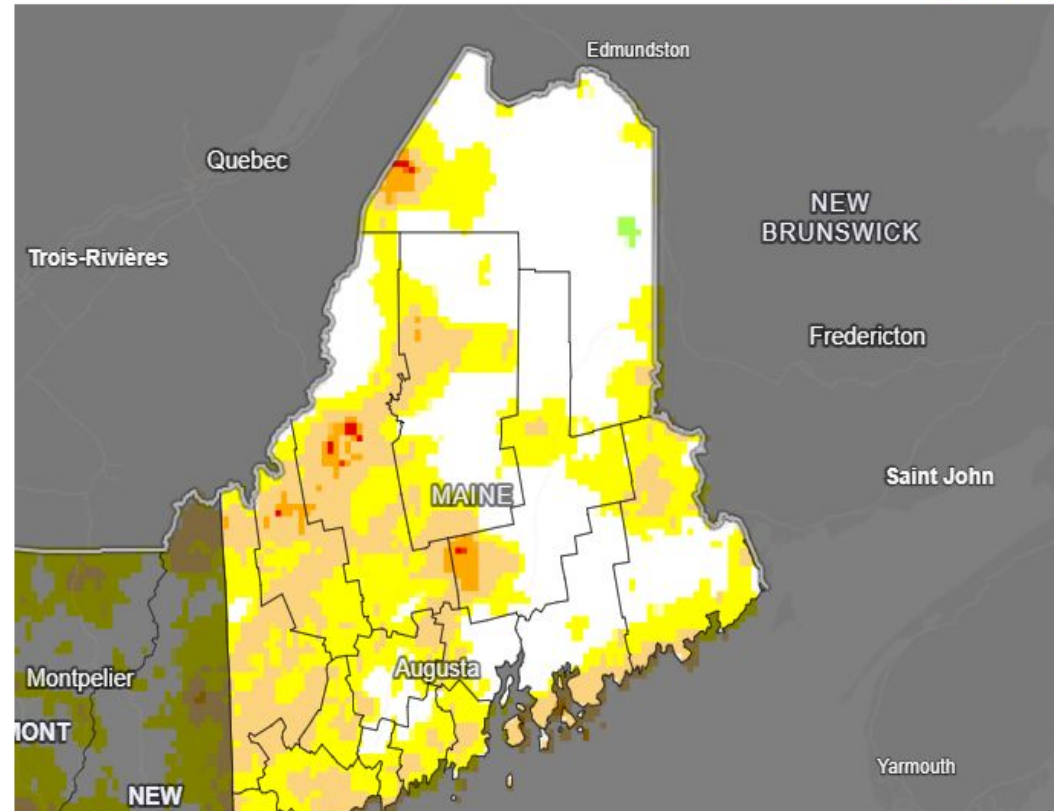 Edmundston
Quebec
NEW
BRUNSWICK
Trois-Rivières
Fredericton
MAINE
Saint John
Augusta
Montpelier
MONT
NEW
Yarmouth